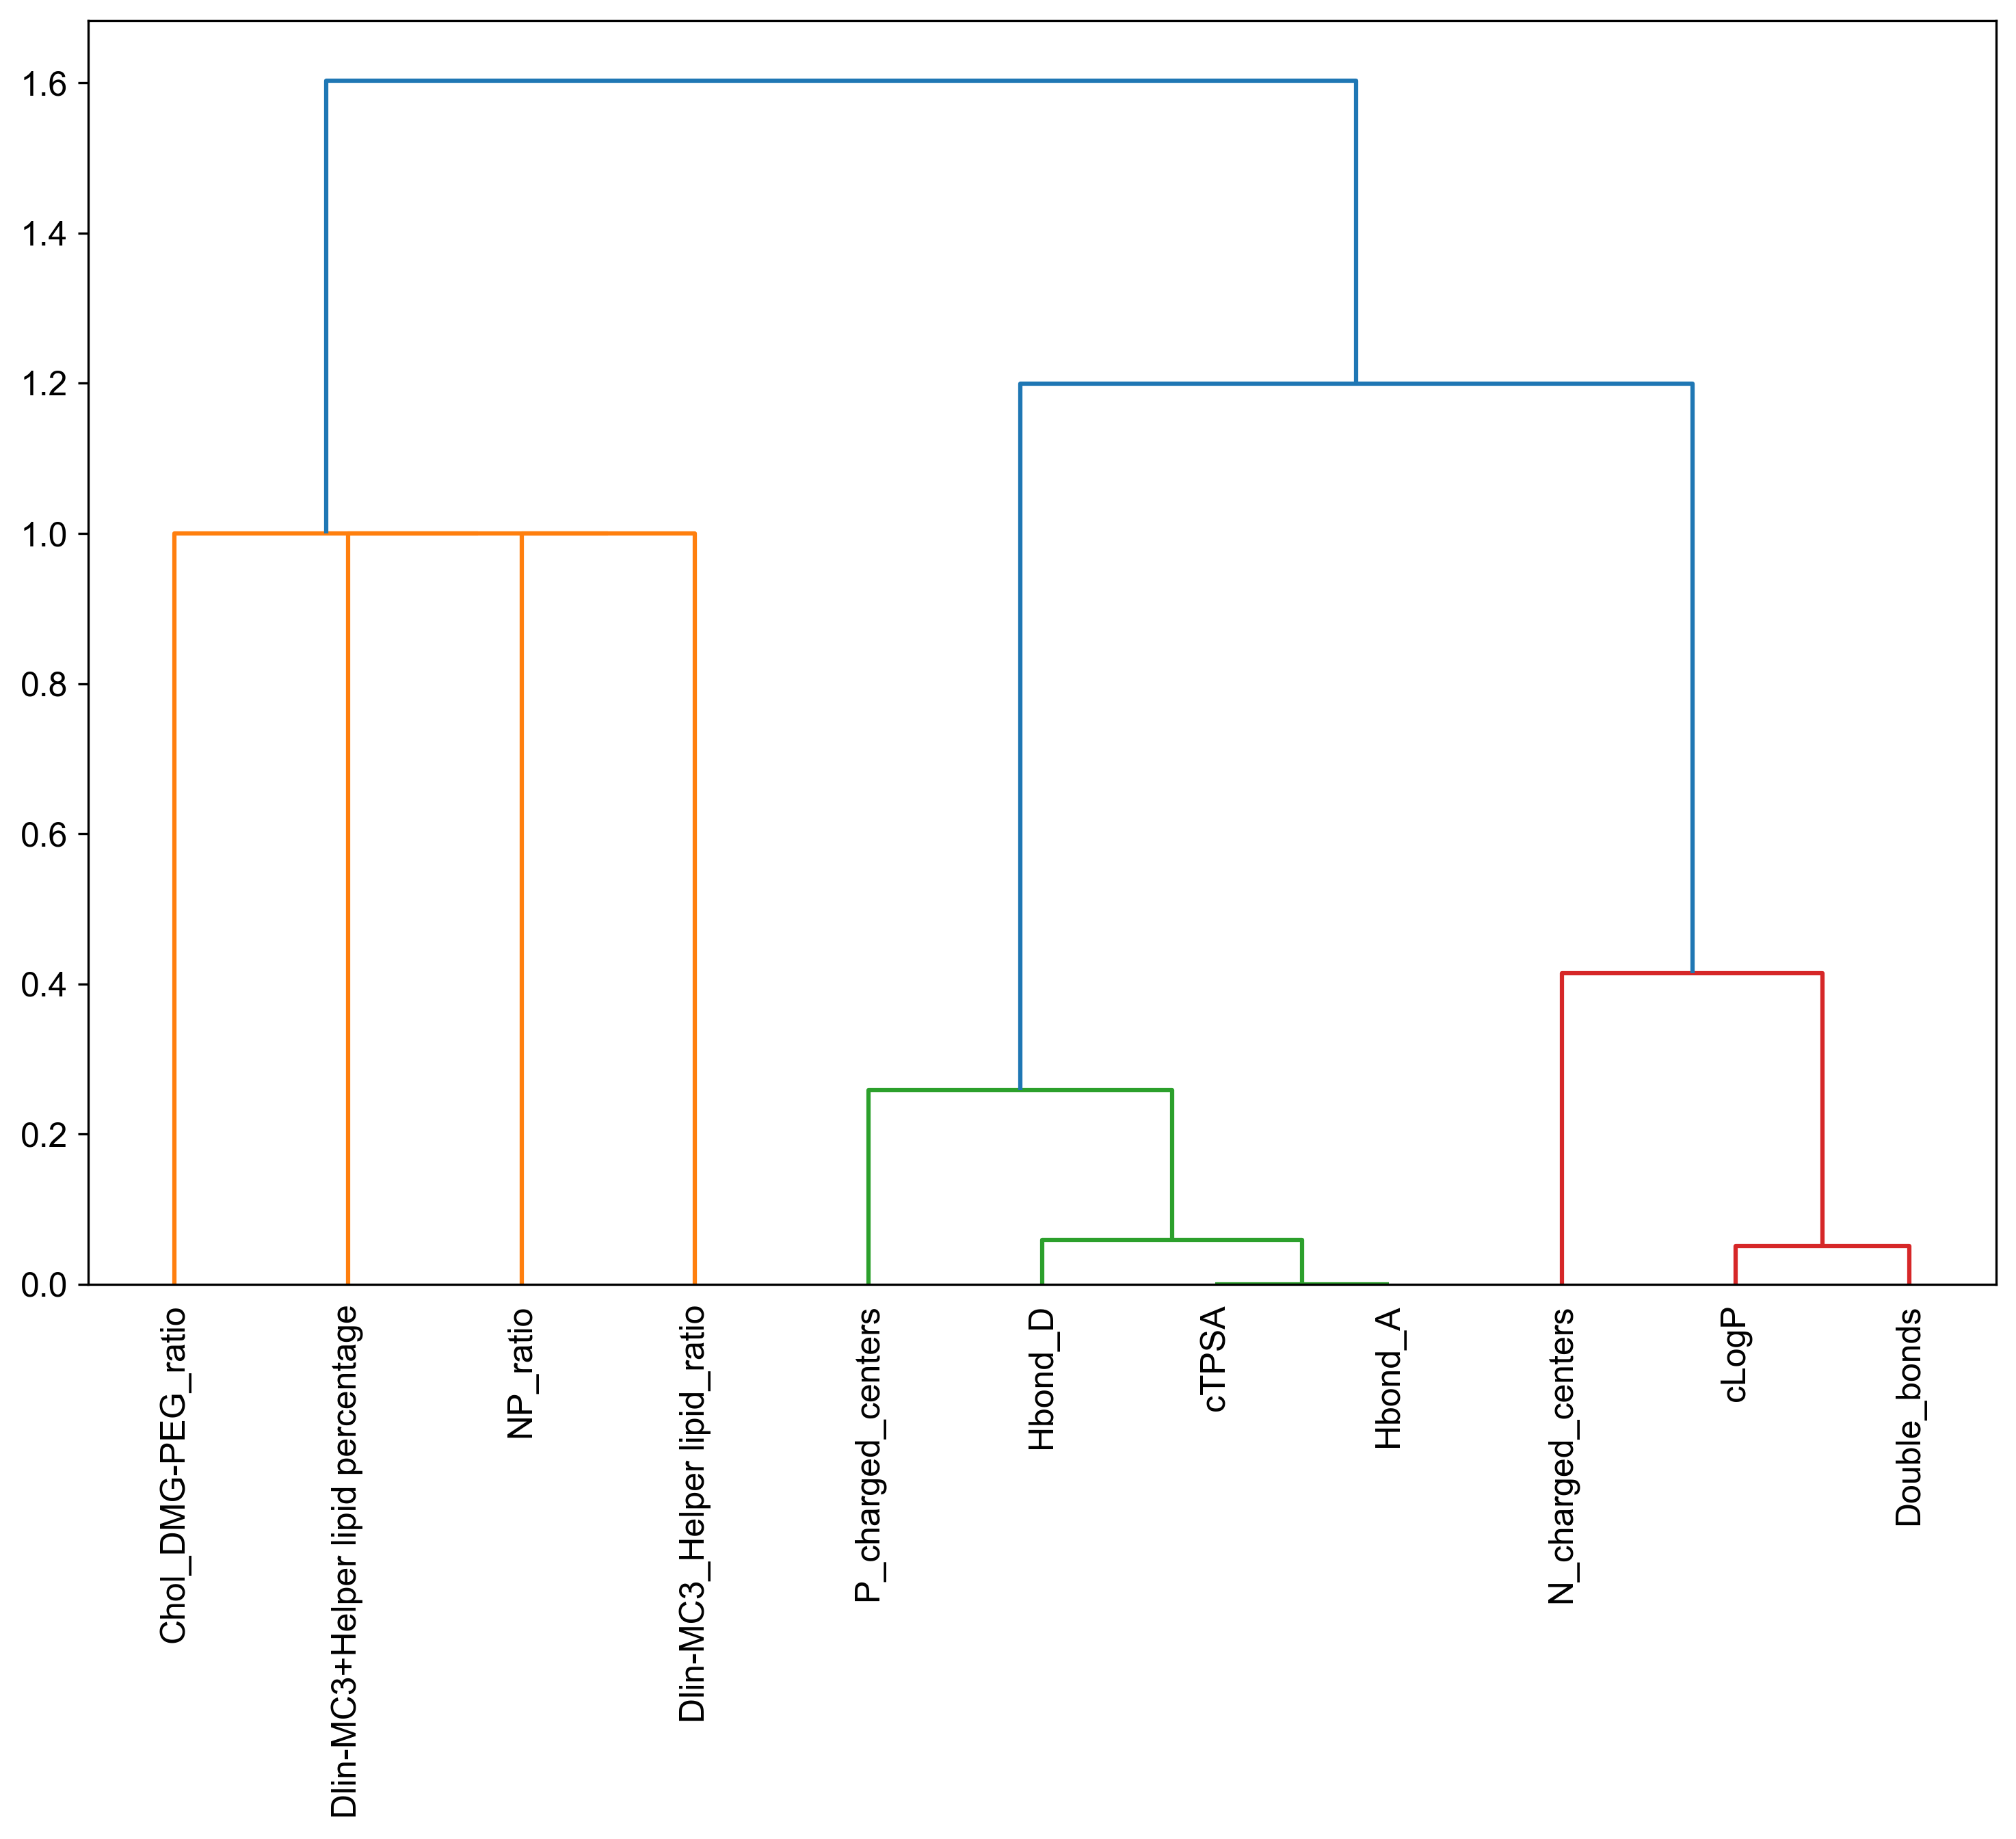 1.6
1.4
1.2
1.0
0.8
0.6
0.4
0.2
0.0
Chol_DMG-PEG_ratio
Dlin-MC3+Helper lipid percentage
NP_ratio
Dlin-MC3_Helper lipid_ratio
P_charged_centers
Hbond_D
cTPSA
Hbond_A
N_charged_centers
cLogP
Double_bonds